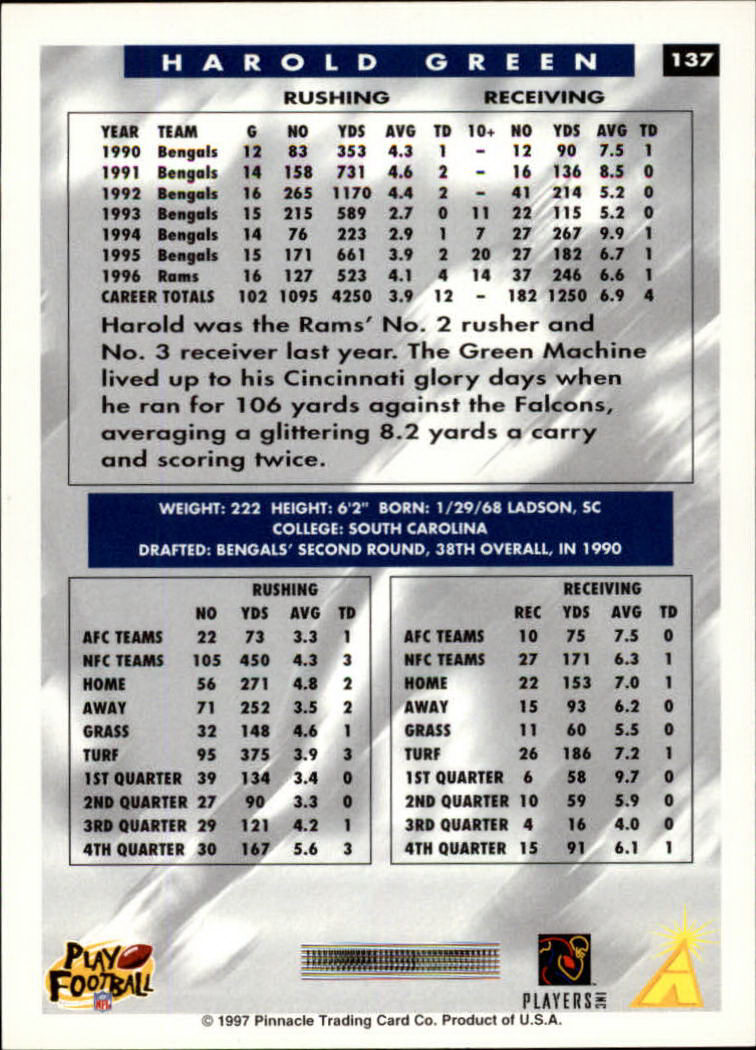 HAROLD GREEN 137
RUSHING RECEIVING
YEAR TEAM G NO YDS AVG TD 10+ NO YDS AVG TD
1990 Bengals 12 83 353 4.3 1 - 12 90 7.5 1
1991 Bengals 14 158 731 4.6 2 - 16 136 8.5 0
1992 Bengals 16 265 1170 4.4 2 - 41 214 5.2 0
1993 Bengals 15 215 589 2.7 0 11 22 115 5.2 0
1994 Bengals 14 76 223 2.9 1 7 27 267 9.9 1
1995 Bengals 15 171 661 3.9 2 20 27 182 6.7 1
1996 Rams 16 127 523 4.1 4 14 37 246 6.6 1
CAREER TOTALS 102 1095 4250 3.9 12 - 182 1250 6.9 4
Harold was the Rams' No. 2 rusher and
No. 3 receiver last year. The Green Machine
lived up to his Cincinnati glory days when
he ran for 106 yards against the Falcons,
averaging a glittering 8.2 yards a carry
and scoring twice.
WEIGHT: 222 HEIGHT: 6'2" BORN: 1/29/68 LADSON, SC
COLLEGE: SOUTH CAROLINA
DRAFTED: BENGALS' SECOND ROUND, 38TH OVERALL, IN 1990
RUSHING
NO YDS AVG TD
AFC TEAMS 22 73 3.3 1
NFC TEAMS 105 450 4.3 3
HOME 56 271 4.8 2
AWAY 71 252 3.5 2
GRASS 32 148 4.6 1
TURF 95 375 3.9 3
1ST QUARTER 39 134 3.4 0
2ND QUARTER 27 90 3.3 0
3RD QUARTER 29 121 4.2 1
4TH QUARTER 30 167 5.6 3
RECEIVING
REC YDS AVG TD
AFC TEAMS 10 75 7.5 0
NFC TEAMS 27 171 6.3 1
HOME 22 153 7.0 1
AWAY 15 93 6.2 0
GRASS 11 60 5.5 0
TURF 26 186 7.2 1
1ST QUARTER 6 58 9.7 0
2ND QUARTER 10 59 5.9 0
3RD QUARTER 4 16 4.0 0
4TH QUARTER 15 91 6.1 1
PLAY
FOOTBALL
NFL
PLAYERS INC
© 1997 Pinnacle Trading Card Co. Product of U.S.A.